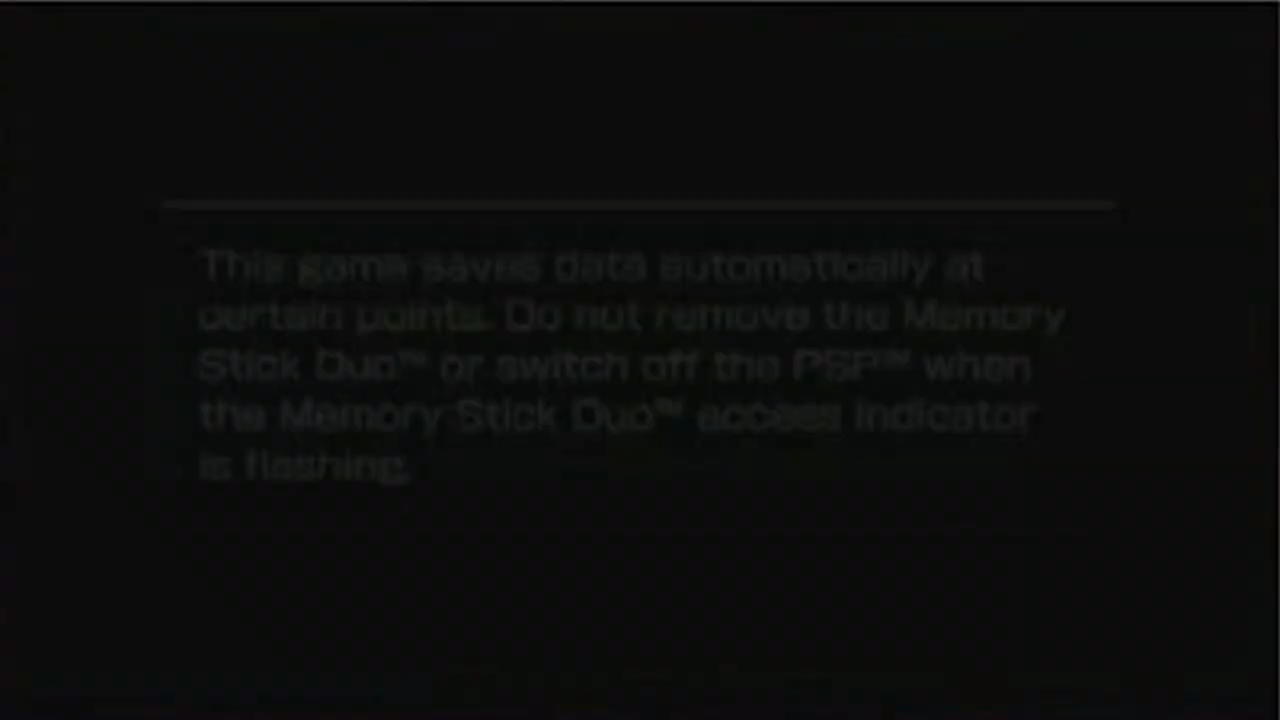 This game saves data automatically at
certain points. Do not remove the Memory
Stick Duo™ or switch off the PSP™ when
the Memory Stick Duo™ access indicator
is flashing.